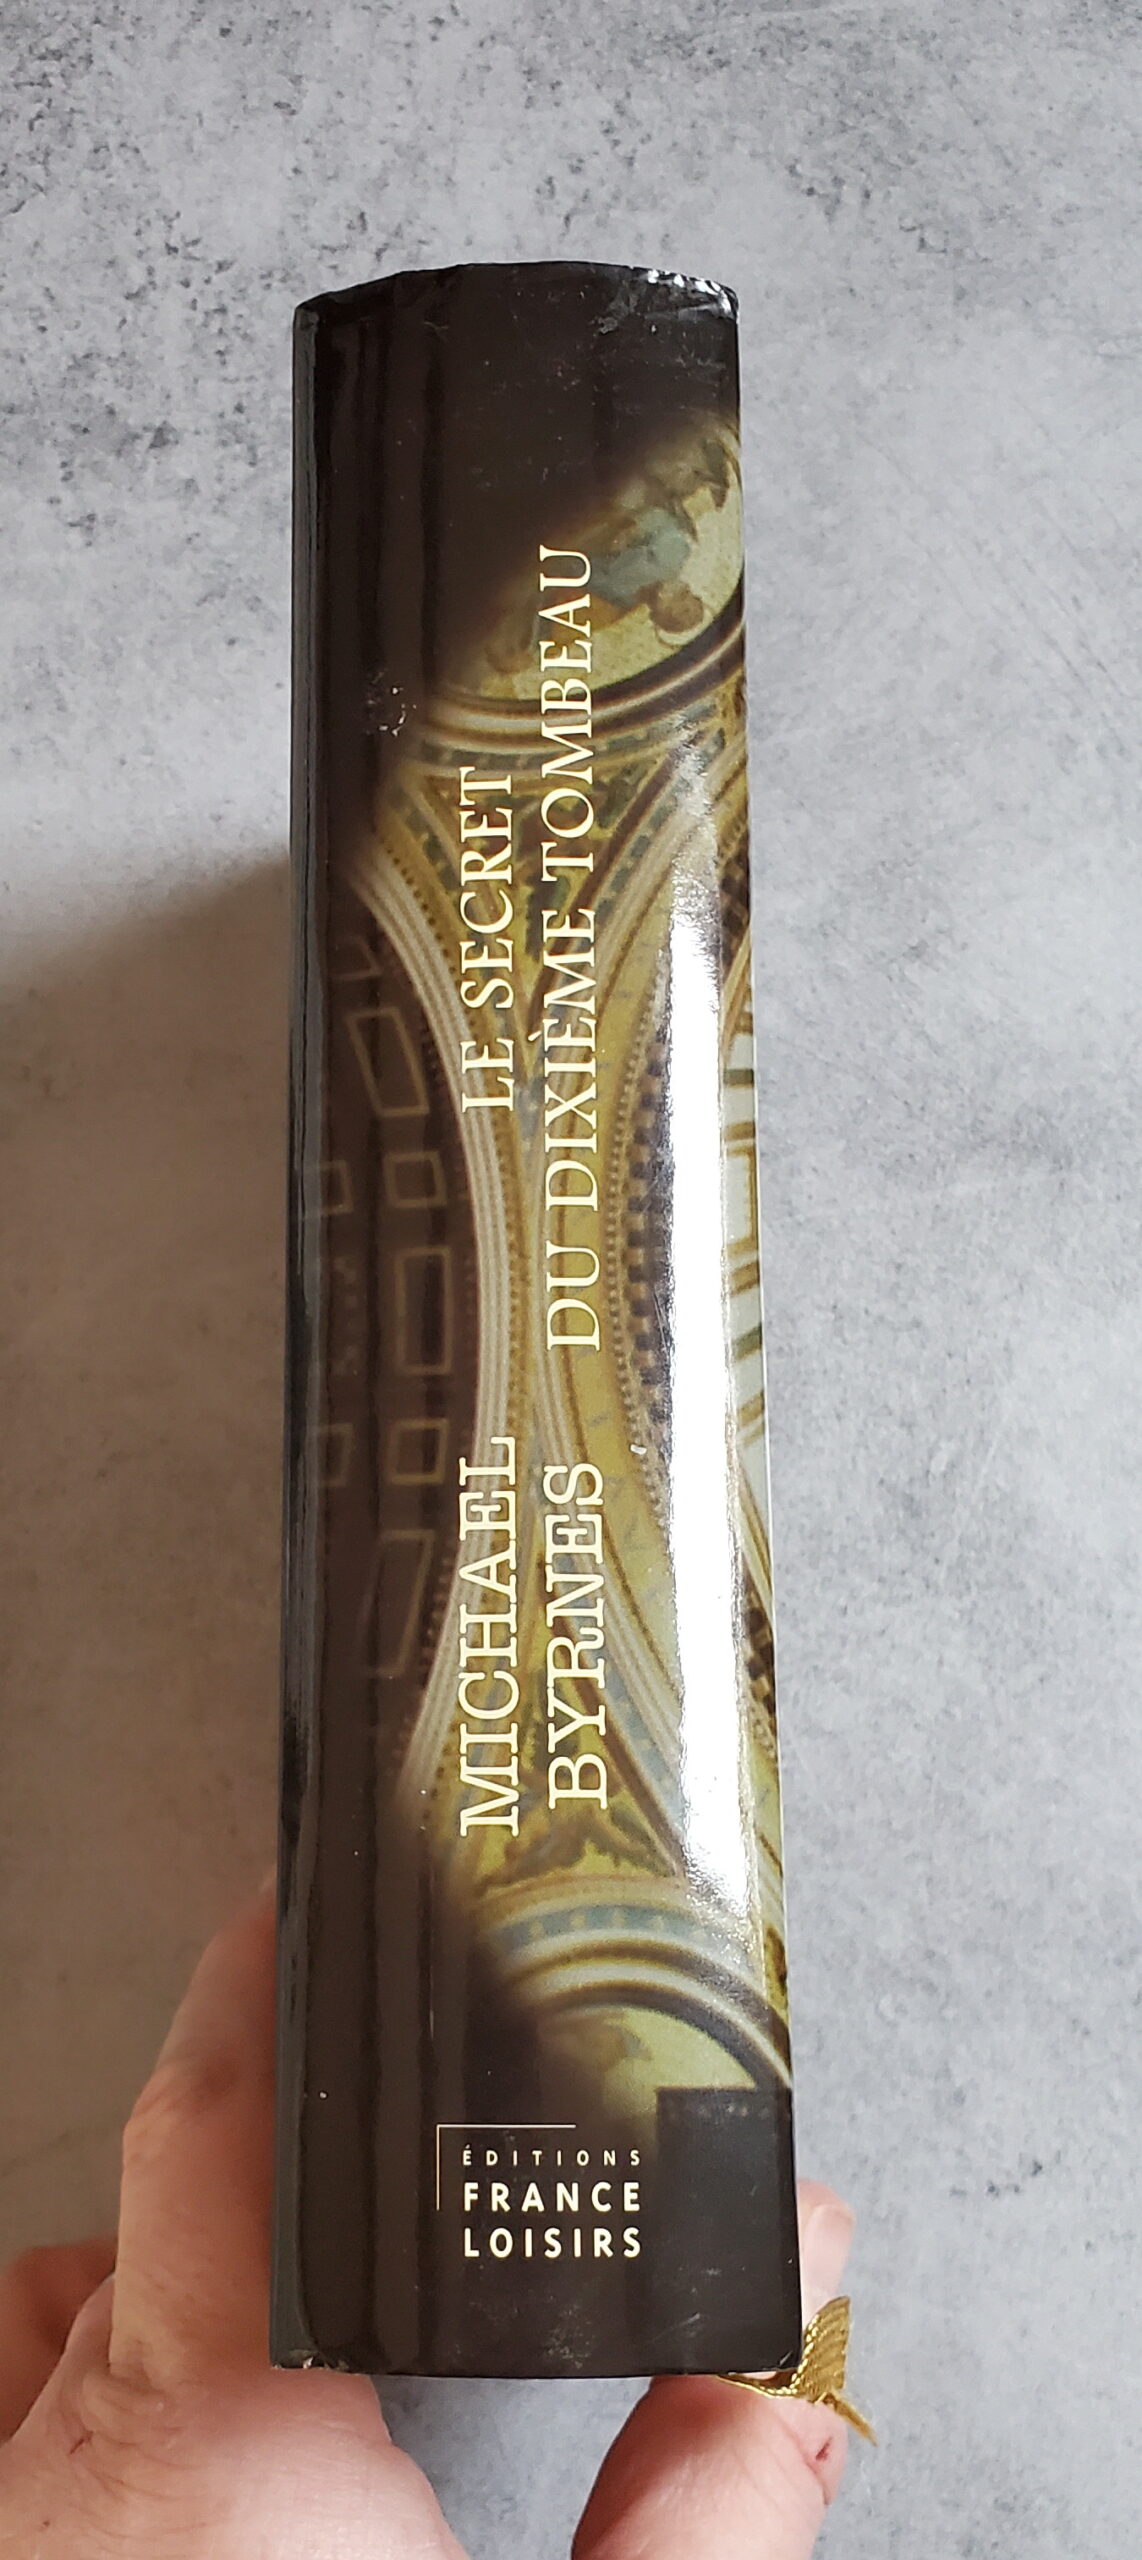 MICHAEL
BYRNES
LE SECRET
DU DIXIÈME TOMBEAU
ÉDITIONS
FRANCE
LOISIRS